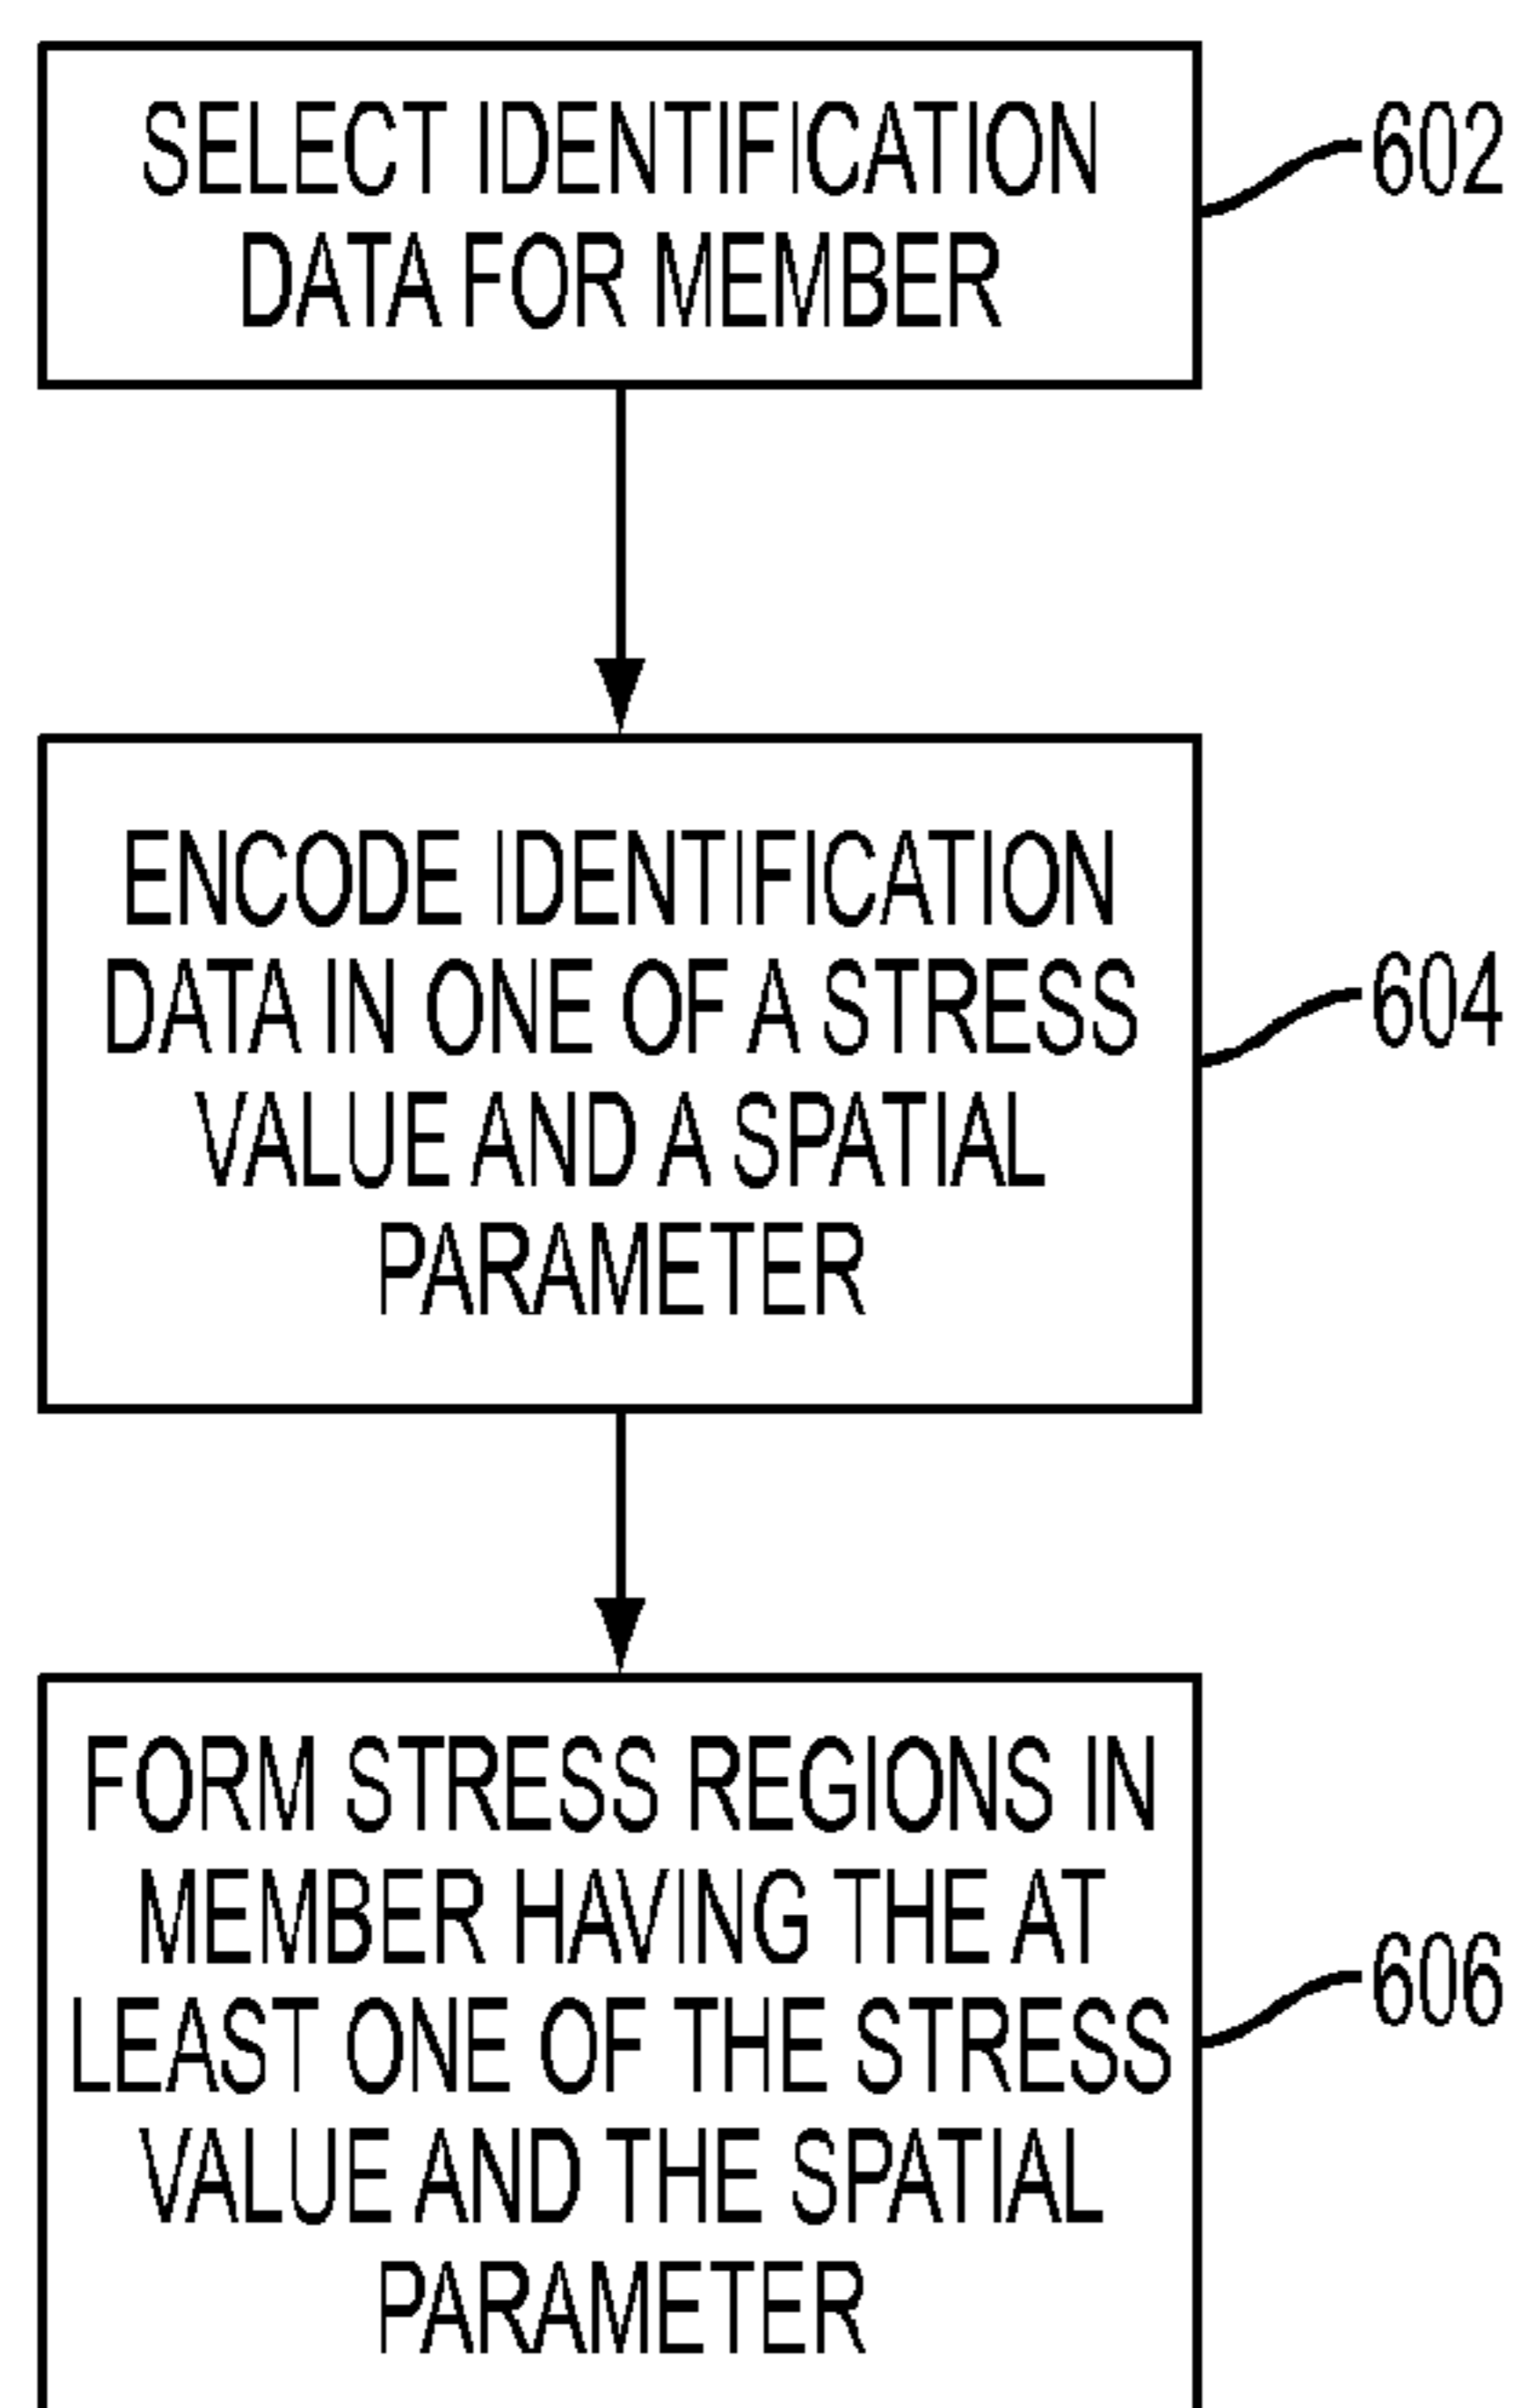 SELECT IDENTIFICATION
DATA FOR MEMBER
602
ENCODE IDENTIFICATION
DATA IN ONE OF A STRESS
VALUE AND A SPATIAL
PARAMETER
604
FORM STRESS REGIONS IN
MEMBER HAVING THE AT
LEAST ONE OF THE STRESS
VALUE AND THE SPATIAL
PARAMETER
606